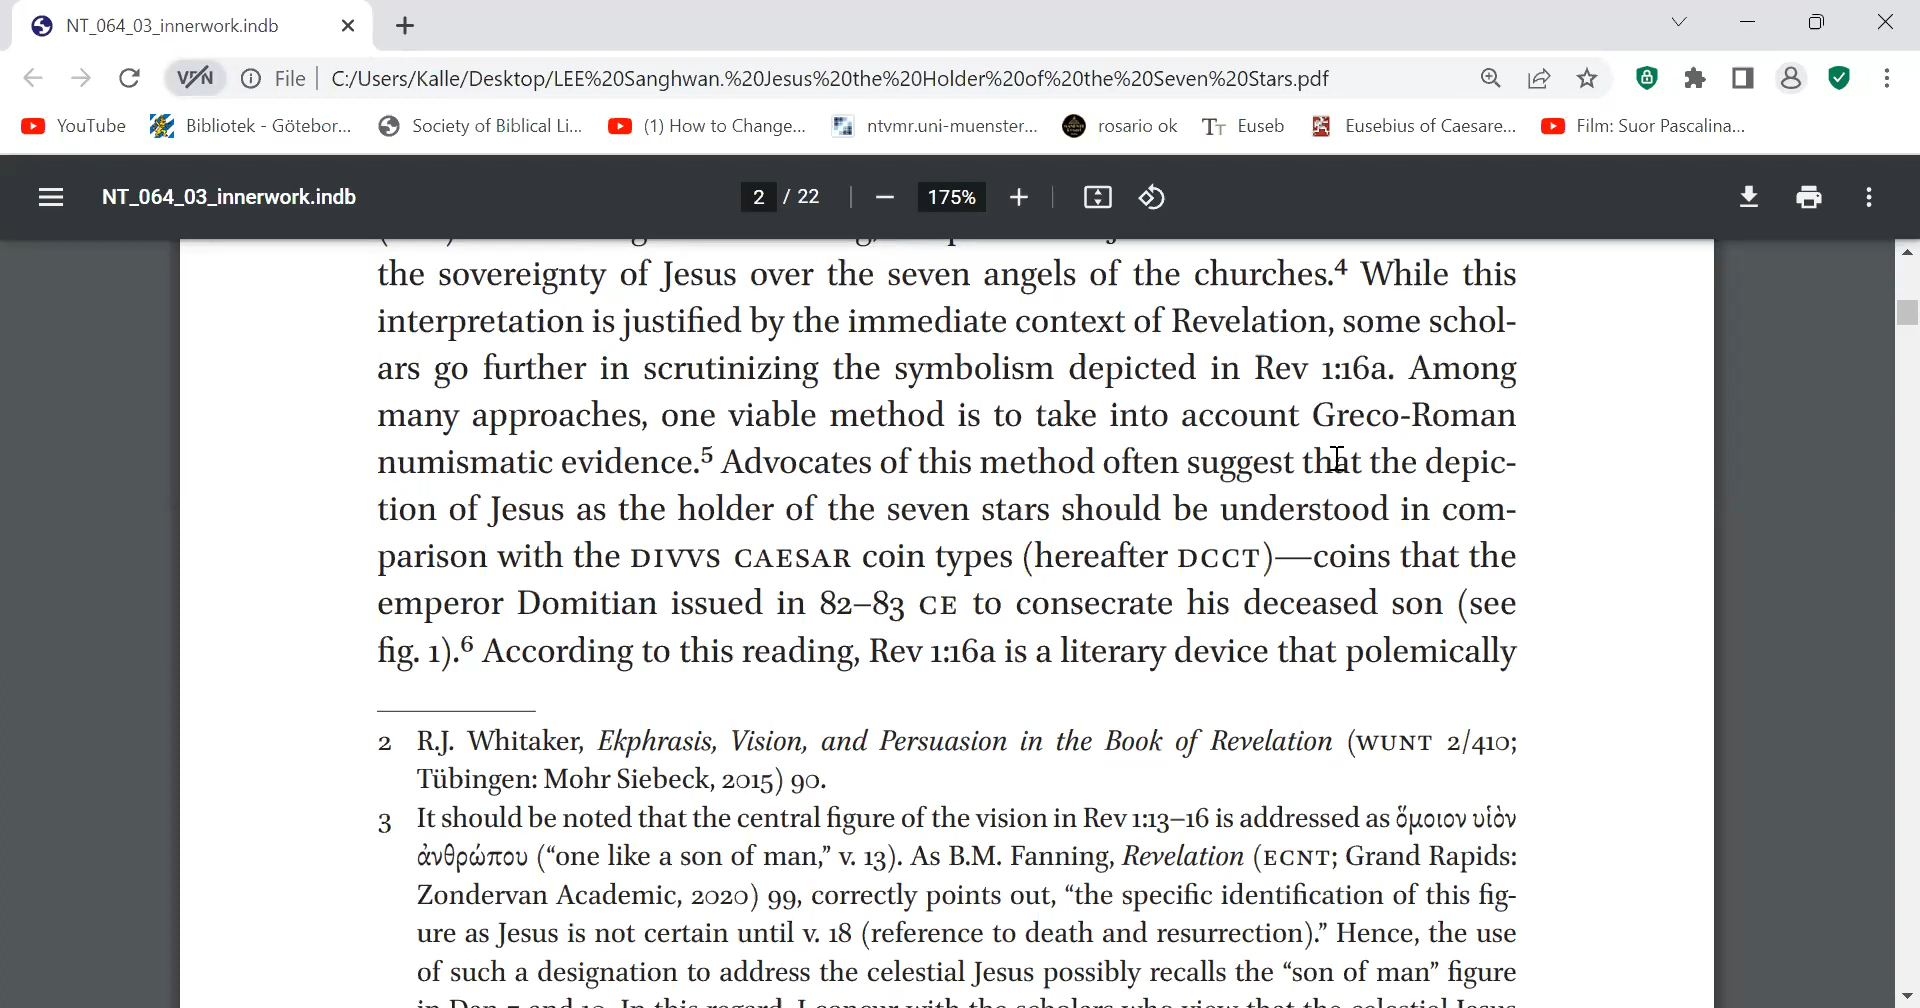 NT_064_03_innerwork.indb
VPN File C:/Users/Kalle/Desktop/LEE%20Sanghwan.%20Jesus%20the%20Holder%20of%20the%20Seven%20Stars.pdf
YouTube Bibliotek - Götebor... Society of Biblical Li... (1) How to Change... ntvmr.uni-muenster... rosario ok Euseb Eusebius of Caesare... Film: Suor Pascalina...
NT_064_03_innerwork.indb 2 / 22 175%
the sovereignty of Jesus over the seven angels of the churches.⁴ While this
interpretation is justified by the immediate context of Revelation, some schol-
ars go further in scrutinizing the symbolism depicted in Rev 1:16a. Among
many approaches, one viable method is to take into account Greco-Roman
numismatic evidence.⁵ Advocates of this method often suggest that the depic-
tion of Jesus as the holder of the seven stars should be understood in com-
parison with the DIVVS CAESAR coin types (hereafter DCCT)—coins that the
emperor Domitian issued in 82–83 CE to consecrate his deceased son (see
fig. 1).⁶ According to this reading, Rev 1:16a is a literary device that polemically
2 R.J. Whitaker, Ekphrasis, Vision, and Persuasion in the Book of Revelation (WUNT 2/410;
Tübingen: Mohr Siebeck, 2015) 90.
3 It should be noted that the central figure of the vision in Rev 1:13–16 is addressed as ὅμοιον υἱὸν
ἀνθρώπου (“one like a son of man,” v. 13). As B.M. Fanning, Revelation (ECNT; Grand Rapids:
Zondervan Academic, 2020) 99, correctly points out, “the specific identification of this fig-
ure as Jesus is not certain until v. 18 (reference to death and resurrection).” Hence, the use
of such a designation to address the celestial Jesus possibly recalls the “son of man” figure